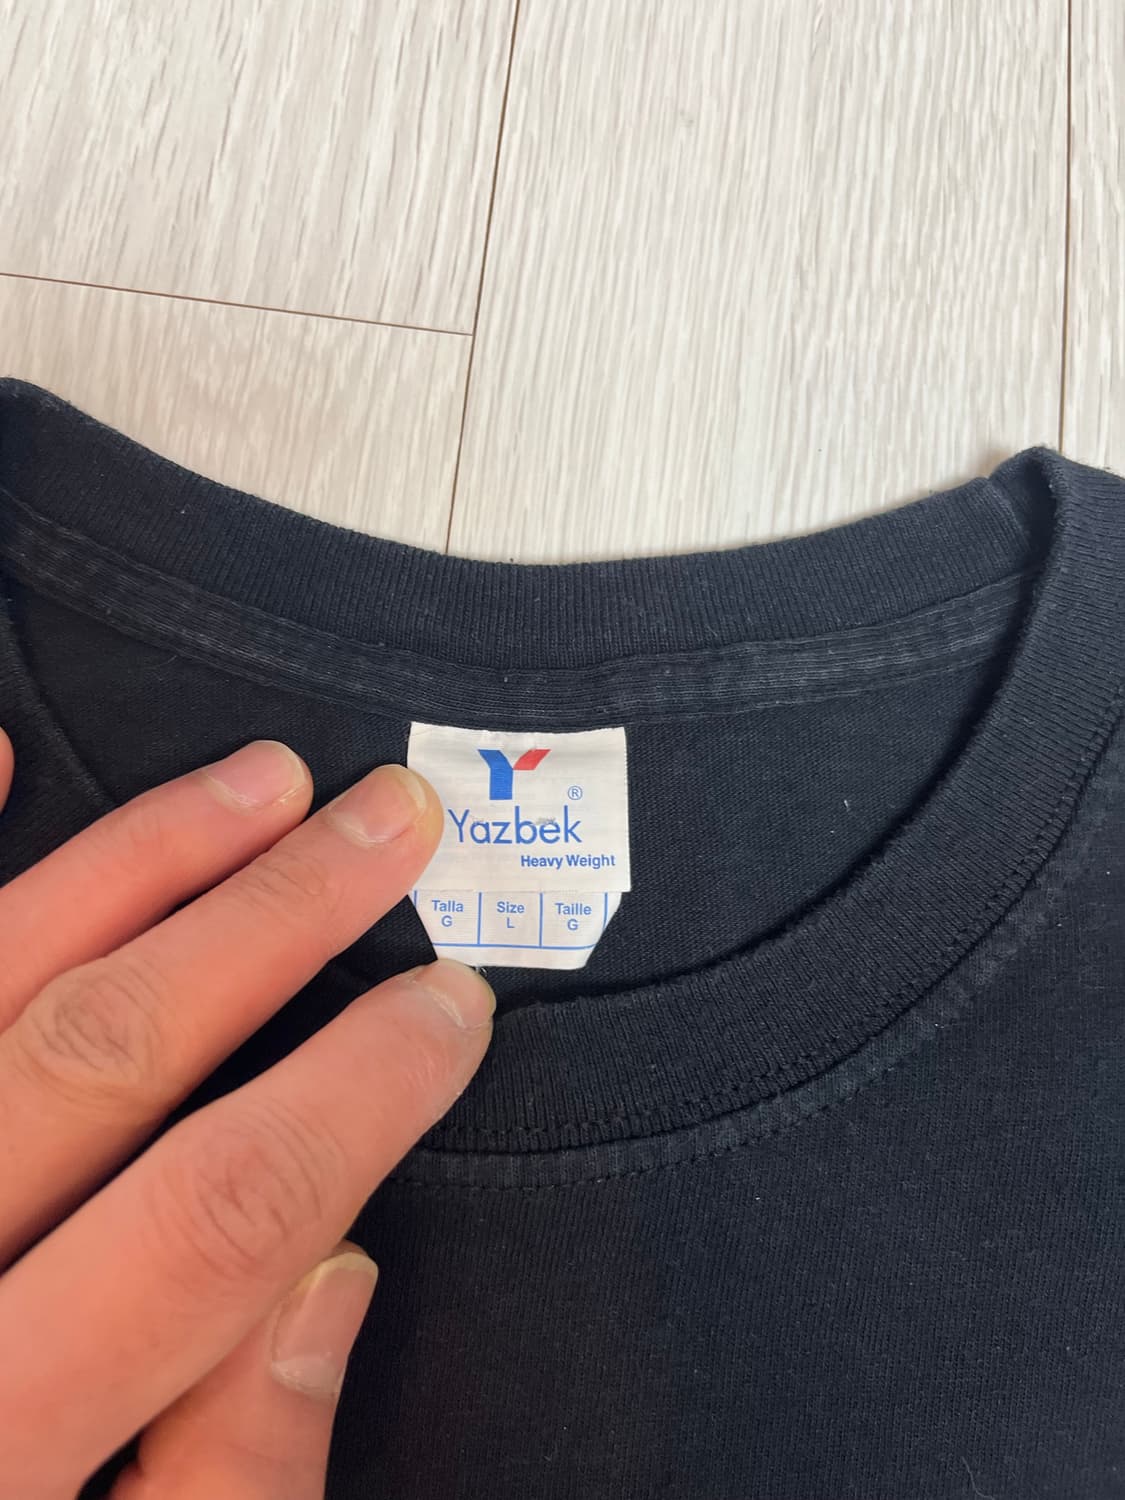 Y
®
Yazbek
Heavy Weight
Talla Size Taille
G L G